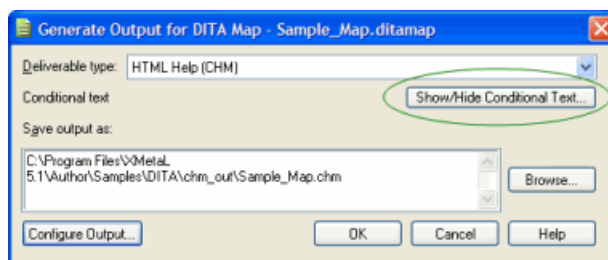 Generate Output for DITA Map - Sample_Map.ditamap
Deliverable type: HTML Help (CHM)
Conditional text Show/Hide Conditional Text...
Save output as:
C:\Program Files\XMetaL
5.1\Author\Samples\DITA\chm_out\Sample_Map.chm
Browse...
Configure Output... OK Cancel Help